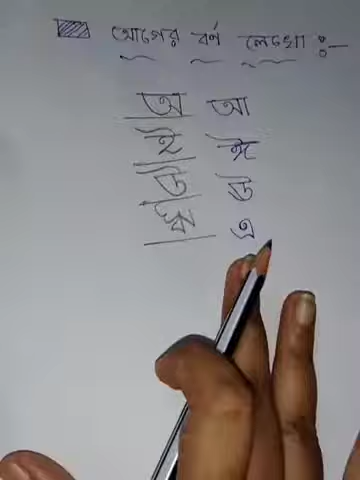 আগের বর্ণ লেখো :-
অ আ
ই ঈ
উ ঊ
ঋ এ